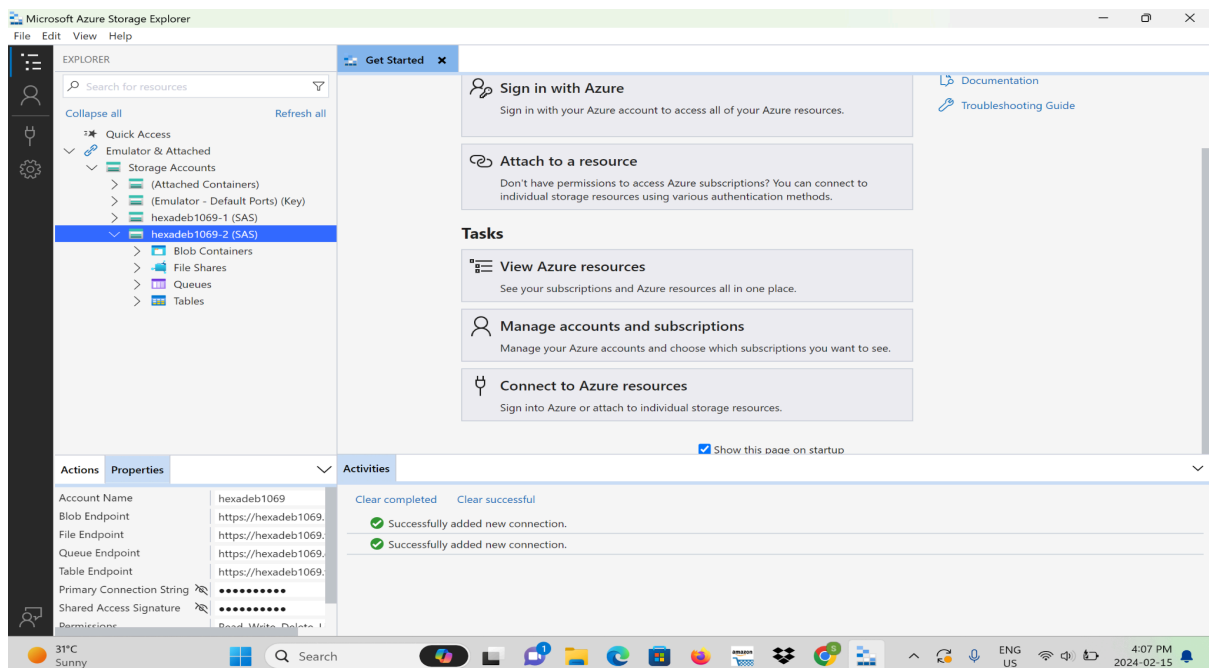 Microsoft Azure Storage Explorer
File Edit View Help
EXPLORER
Search for resources
Collapse all Refresh all
Quick Access
Emulator & Attached
Storage Accounts
(Attached Containers)
(Emulator - Default Ports) (Key)
hexadeb1069-1 (SAS)
hexadeb1069-2 (SAS)
Blob Containers
File Shares
Queues
Tables
Get Started
Sign in with Azure
Sign in with your Azure account to access all of your Azure resources.
Attach to a resource
Don't have permissions to access Azure subscriptions? You can connect to
individual storage resources using various authentication methods.
Tasks
View Azure resources
See your subscriptions and Azure resources all in one place.
Manage accounts and subscriptions
Manage your Azure accounts and choose which subscriptions you want to see.
Connect to Azure resources
Sign into Azure or attach to individual storage resources.
Show this page on startup
Documentation
Troubleshooting Guide
Actions Properties
Account Name hexadeb1069
Blob Endpoint https://hexadeb1069.
File Endpoint https://hexadeb1069.
Queue Endpoint https://hexadeb1069.
Table Endpoint https://hexadeb1069.
Primary Connection String ●●●●●●●●●●
Shared Access Signature ●●●●●●●●●●
Permissions Read, Write, Delete, L
Activities
Clear completed Clear successful
Successfully added new connection.
Successfully added new connection.
31°C
Sunny
Search
1
amazon
S
ENG
US
4:07 PM
2024-02-15